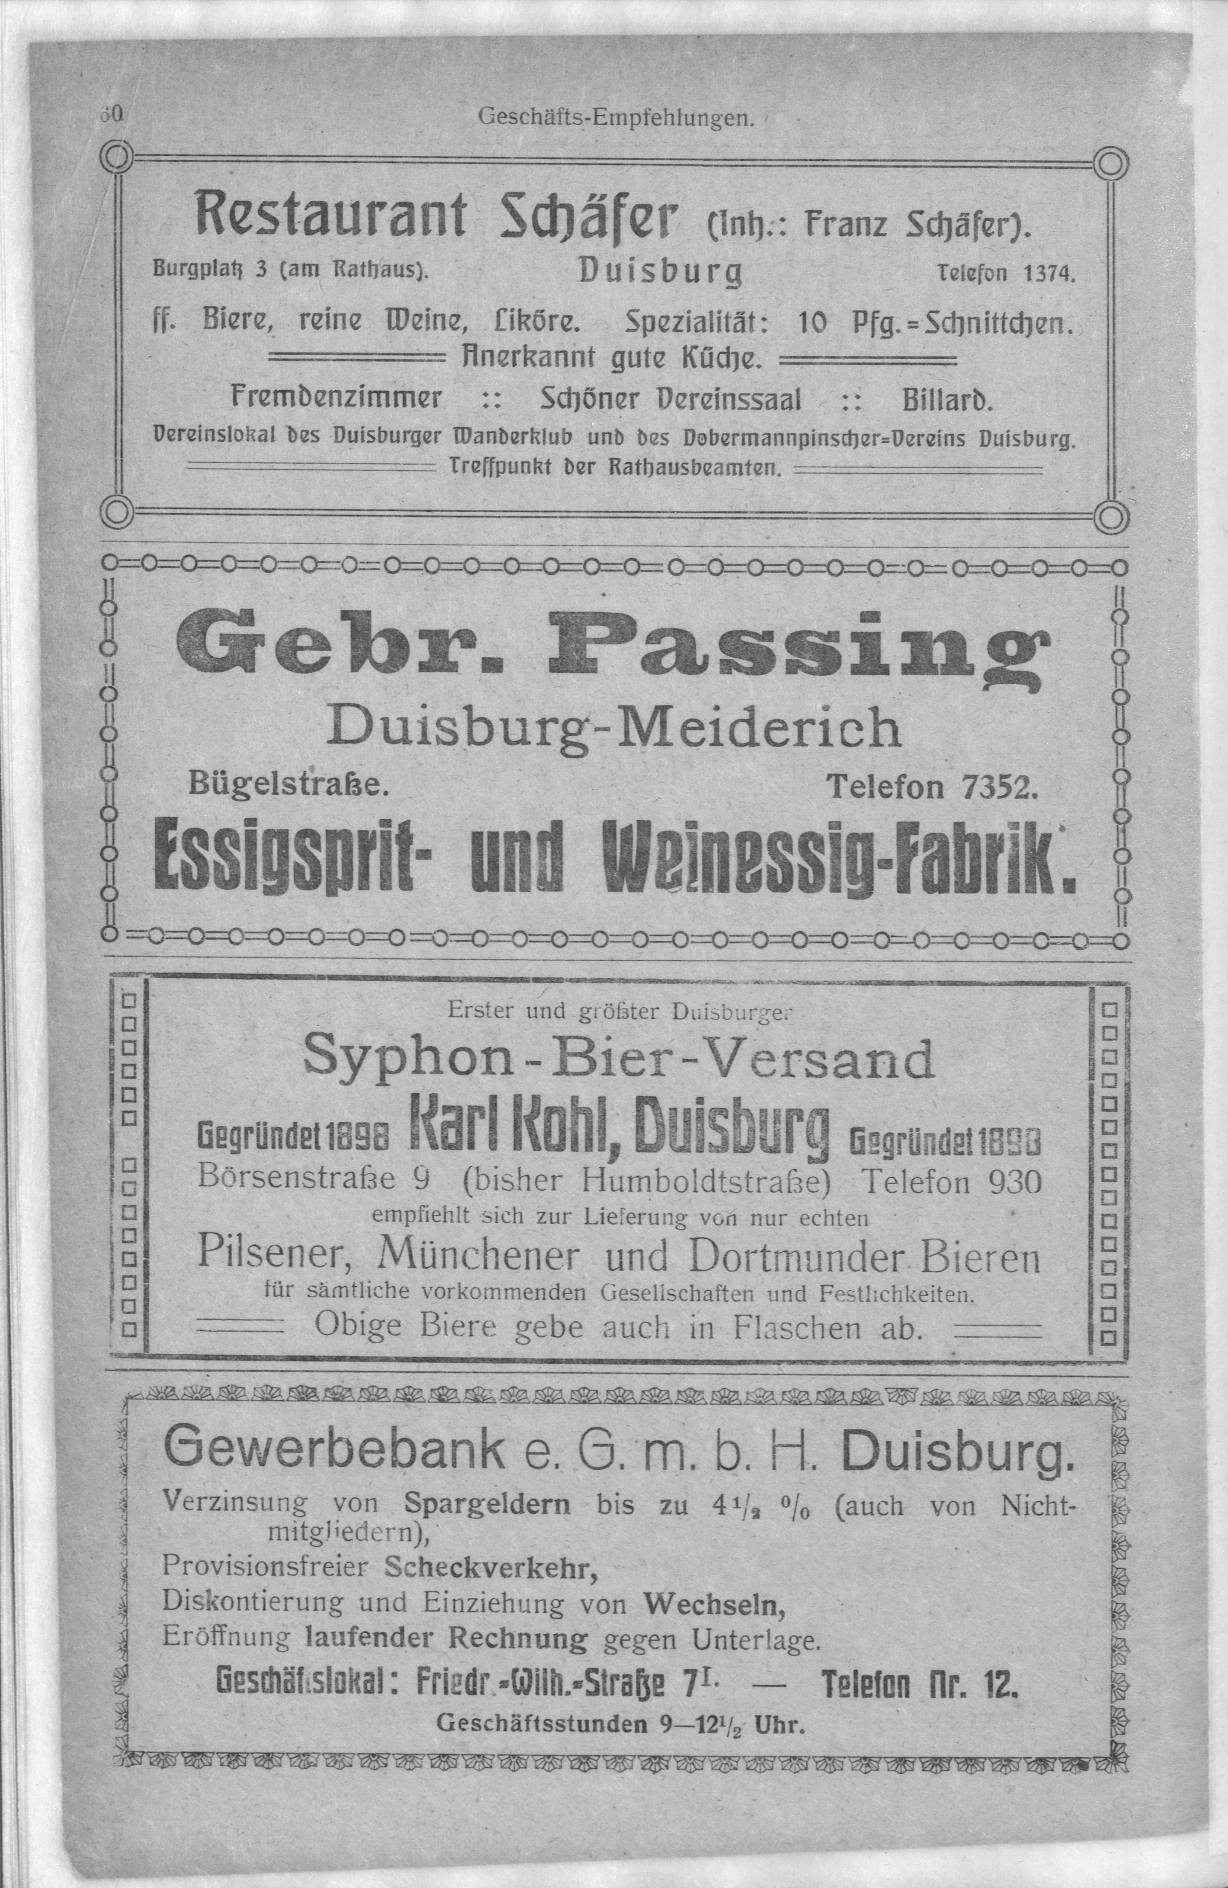 60
Geschäfts-Empfehlungen.
Restaurant Schäfer (Inh.: Franz Schäfer).
Burgplatz 3 (am Rathaus). Duisburg Telefon 1374.
ff. Biere, reine Weine, Liköre. Spezialität: 10 Pfg.=Schnittchen.
Anerkannt gute Küche.
Fremdenzimmer :: Schöner Vereinssaal :: Billard.
Vereinslokal des Duisburger Wanderklub und des Dobermannpinscher=Vereins Duisburg.
Treffpunkt der Rathausbeamten.
Gebr. Passing
Duisburg-Meiderich
Bügelstraße. Telefon 7352.
Essigsprit- und Weinessig-Fabrik.
Erster und größter Duisburger
Syphon-Bier-Versand
Gegründet 1898 Karl Kohl, Duisburg Gegründet 1898
Börsenstraße 9 (bisher Humboldtstraße) Telefon 930
empfiehlt sich zur Lieferung von nur echten
Pilsener, Münchener und Dortmunder Bieren
für sämtliche vorkommenden Gesellschaften und Festlichkeiten.
Obige Biere gebe auch in Flaschen ab.
Gewerbebank e. G. m. b. H. Duisburg.
Verzinsung von Spargeldern bis zu 4½ % (auch von Nicht-
mitgliedern),
Provisionsfreier Scheckverkehr,
Diskontierung und Einziehung von Wechseln,
Eröffnung laufender Rechnung gegen Unterlage.
Geschäftslokal: Friedr.=Wilh.=Straße 7 I. — Telefon Nr. 12.
Geschäftsstunden 9—12½ Uhr.